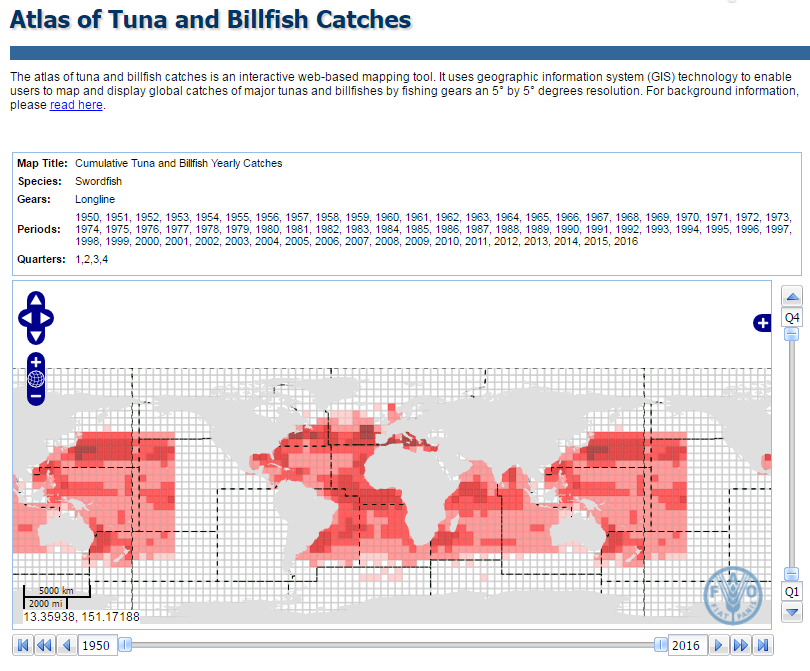 Atlas of Tuna and Billfish Catches
The atlas of tuna and billfish catches is an interactive web-based mapping tool. It uses geographic information system (GIS) technology to enable
users to map and display global catches of major tunas and billfishes by fishing gears an 5° by 5° degrees resolution. For background information,
please read here.
Map Title: Cumulative Tuna and Billfish Yearly Catches
Species: Swordfish
Gears: Longline
1950, 1951, 1952, 1953, 1954, 1955, 1956, 1957, 1958, 1959, 1960, 1961, 1962, 1963, 1964, 1965, 1966, 1967, 1968, 1969, 1970, 1971, 1972, 1973,
Periods: 1974, 1975, 1976, 1977, 1978, 1979, 1980, 1981, 1982, 1983, 1984, 1985, 1986, 1987, 1988, 1989, 1990, 1991, 1992, 1993, 1994, 1995, 1996, 1997,
1998, 1999, 2000, 2001, 2002, 2003, 2004, 2005, 2006, 2007, 2008, 2009, 2010, 2011, 2012, 2013, 2014, 2015, 2016
Quarters: 1,2,3,4
Q4
5000 km
2000 mi
13.35938, 151.17188
F A O
FIAT PANIS
Q1
1950
2016